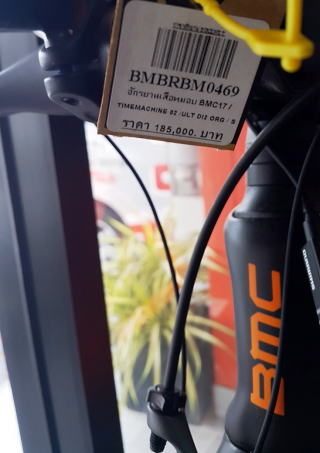 BMBRBM0469
จักรยานเสือหมอบ BMC17 /
TIMEMACHINE 02 /ULT DI2 ORG / S
ราคา 185,000. บาท
BMC
SHIMANO